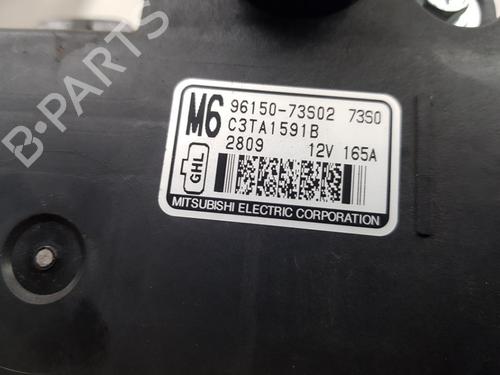 M6 96150-73S02 73S0
C3TA1591B
GHL 2809 12V 165A
MITSUBISHI ELECTRIC CORPORATION
B-PARTS